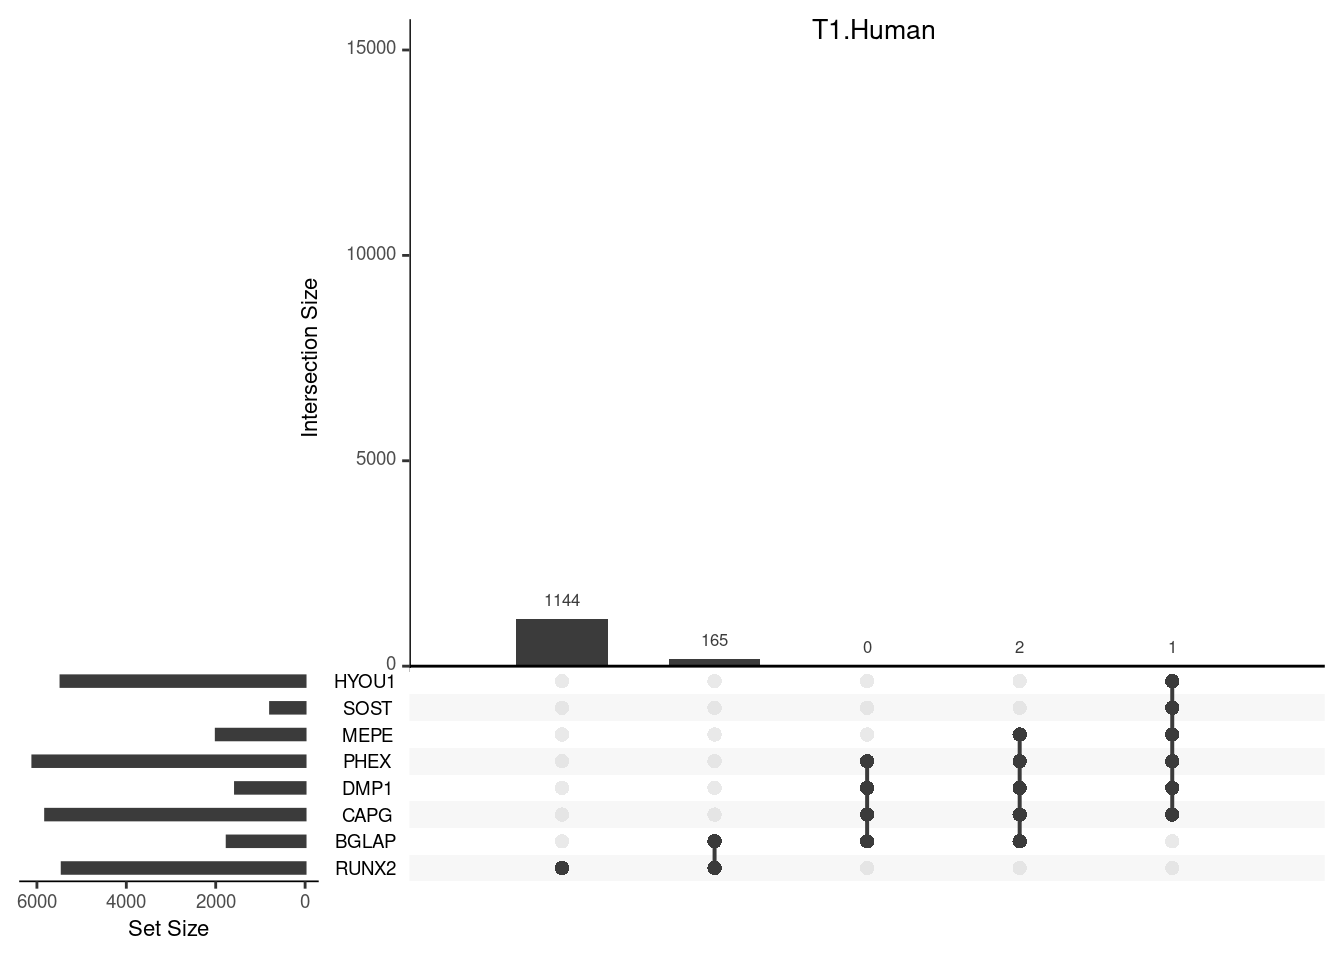 T1.Human
15000
10000
5000
0
Intersection Size
1144
165
0
2
1
HYOU1
SOST
MEPE
PHEX
DMP1
CAPG
BGLAP
RUNX2
6000 4000 2000 0
Set Size